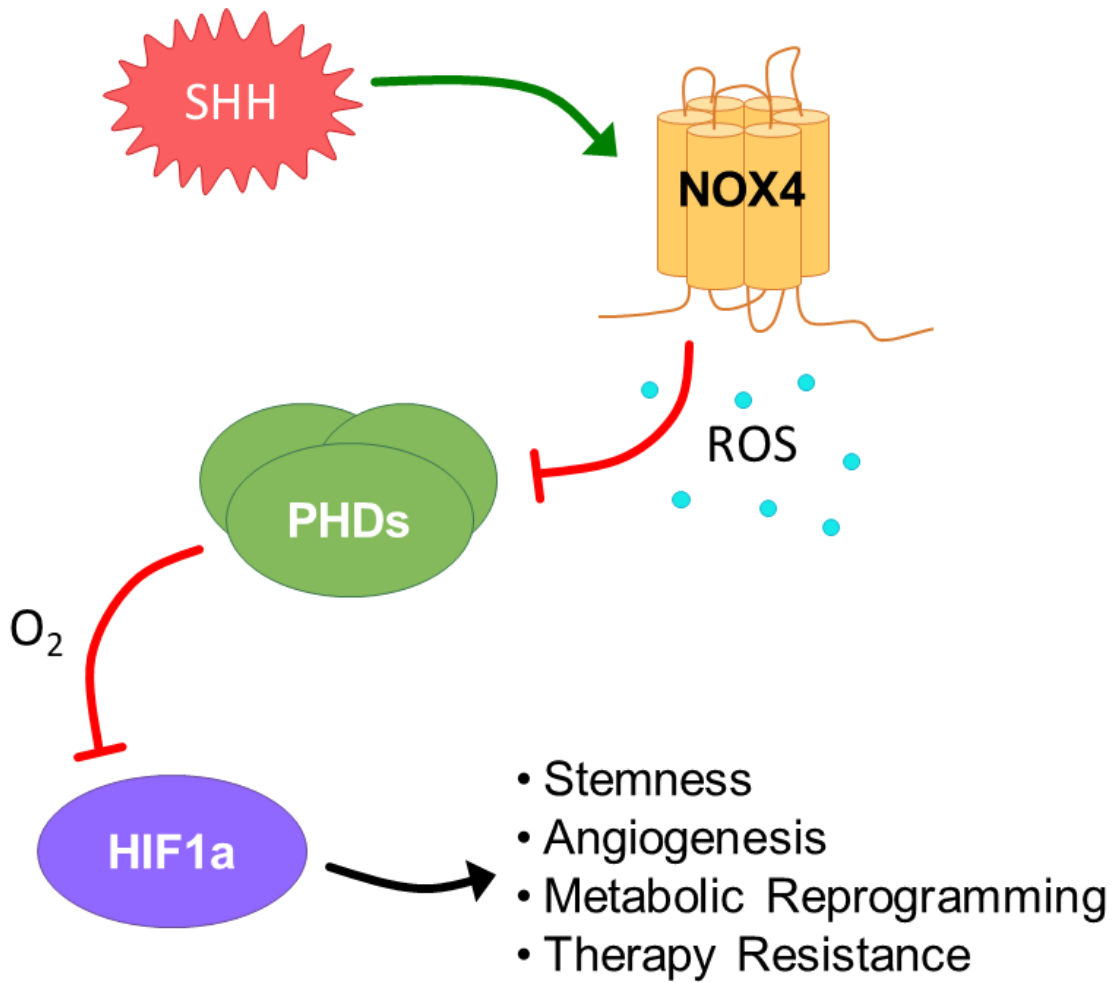 SHH
NOX4
ROS
PHDs
O₂
HIF1a
• Stemness
• Angiogenesis
• Metabolic Reprogramming
• Therapy Resistance